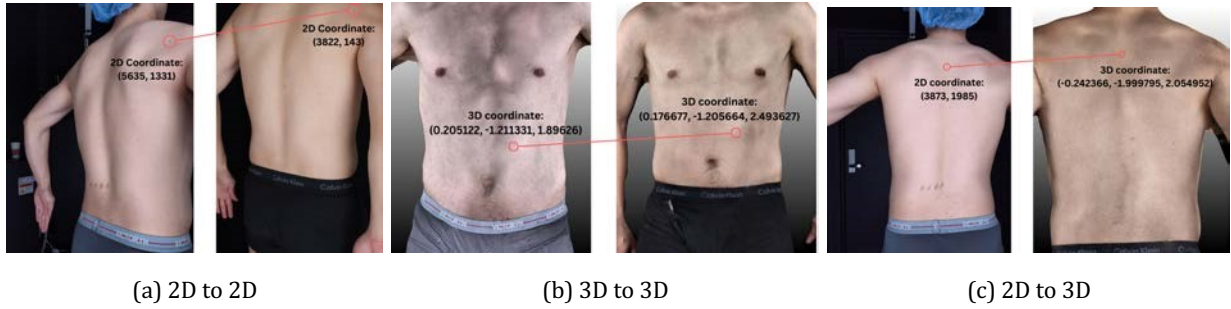 2D Coordinate:
(5635, 1331)
2D Coordinate:
(3822, 143)
3D coordinate:
(0.205122, -1.211331, 1.89626)
3D coordinate:
(0.176677, -1.205664, 2.493627)
2D coordinate:
(3873, 1985)
3D coordinate:
(-0.242366, -1.999795, 2.054952)
Calvin Klein
Calvin Klein
(a) 2D to 2D
(b) 3D to 3D
(c) 2D to 3D